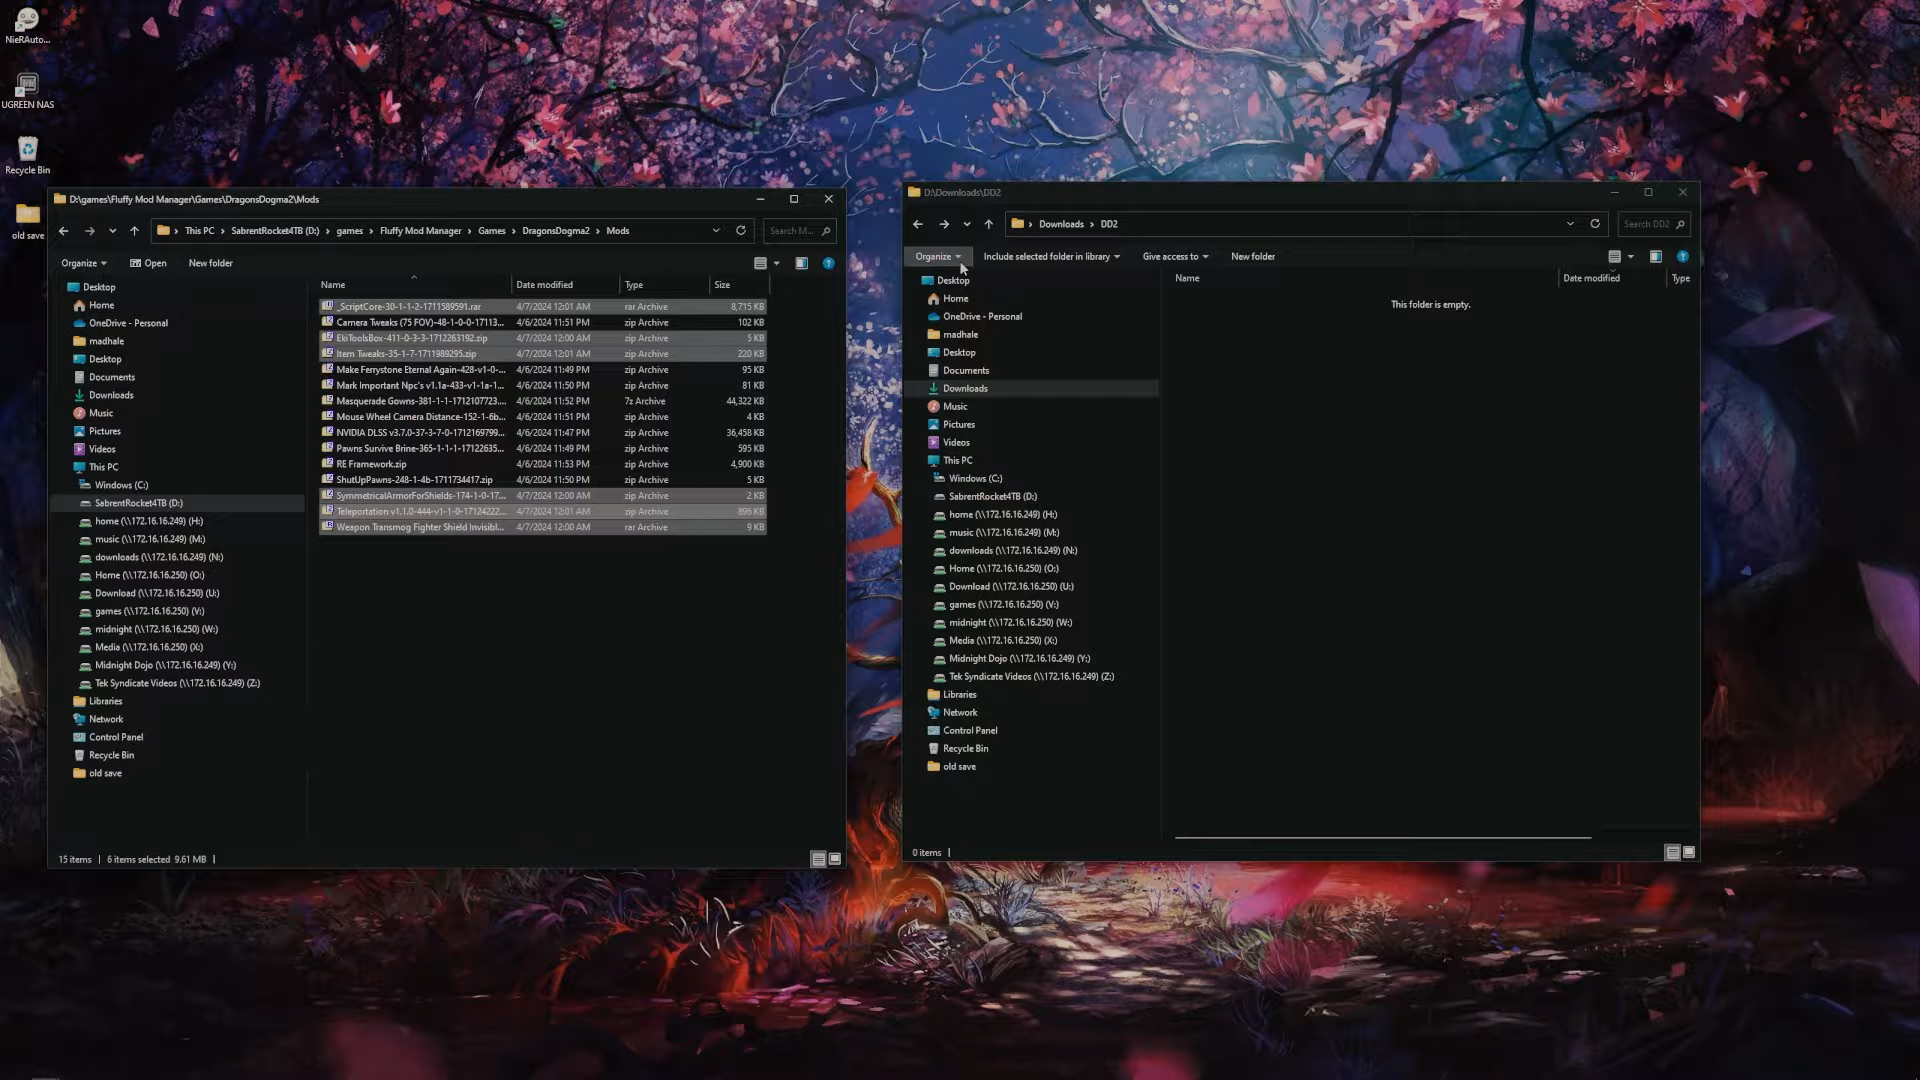 NieRAuto...
UGREEN NAS
Recycle Bin
old save
D:\games\Fluffy Mod Manager\Games\DragonsDogma2\Mods
This PC > SabrentRocket4TB (D:) > games > Fluffy Mod Manager > Games > DragonsDogma2 > Mods
Search M...
Organize Open New folder
Desktop
Home
OneDrive - Personal
madhale
Desktop
Documents
Downloads
Music
Pictures
Videos
This PC
Windows (C:)
SabrentRocket4TB (D:)
home (\\172.16.16.249) (H:)
music (\\172.16.16.249) (M:)
downloads (\\172.16.16.249) (N:)
Home (\\172.16.16.250) (O:)
Download (\\172.16.16.250) (U:)
games (\\172.16.16.250) (V:)
midnight (\\172.16.16.250) (W:)
Media (\\172.16.16.250) (X:)
Midnight Dojo (\\172.16.16.249) (Y:)
Tek Syndicate Videos (\\172.16.16.249) (Z:)
Libraries
Network
Control Panel
Recycle Bin
old save
Name Date modified Type Size
_ScriptCore-30-1-1-2-1711589591.rar 4/7/2024 12:01 AM rar Archive 8,715 KB
Camera Tweaks (75 FOV)-48-1-0-0-17113... 4/6/2024 11:51 PM zip Archive 102 KB
EkiToolsBox-411-0-3-3-1712263192.zip 4/7/2024 12:00 AM zip Archive 5 KB
Item Tweaks-35-1-7-1711989295.zip 4/7/2024 12:01 AM zip Archive 220 KB
Make Ferrystone Eternal Again-428-v1-0-... 4/6/2024 11:49 PM zip Archive 95 KB
Mark Important Npc's v1.1a-433-v1-1a-1... 4/6/2024 11:50 PM zip Archive 81 KB
Masquerade Gowns-381-1-1-1712107723.... 4/6/2024 11:52 PM 7z Archive 44,322 KB
Mouse Wheel Camera Distance-152-1-6b... 4/6/2024 11:51 PM zip Archive 4 KB
NVIDIA DLSS v3.7.0-37-3-7-0-1712169799... 4/6/2024 11:47 PM zip Archive 36,458 KB
Pawns Survive Brine-365-1-1-1-17122635... 4/6/2024 11:49 PM zip Archive 595 KB
RE Framework.zip 4/6/2024 11:53 PM zip Archive 4,900 KB
ShutUpPawns-248-1-4b-1711734417.zip 4/6/2024 11:50 PM zip Archive 5 KB
SymmetricalArmorForShields-174-1-0-17... 4/7/2024 12:00 AM zip Archive 2 KB
Teleportation v1.1.0-444-v1-1-0-17124222... 4/7/2024 12:01 AM zip Archive 896 KB
Weapon Transmog Fighter Shield Invisibl... 4/7/2024 12:00 AM rar Archive 9 KB
15 items | 6 items selected 9.61 MB |
D:\Downloads\DD2
Downloads > DD2
Search DD2
Organize Include selected folder in library Give access to New folder
Desktop
Home
OneDrive - Personal
madhale
Desktop
Documents
Downloads
Music
Pictures
Videos
This PC
Windows (C:)
SabrentRocket4TB (D:)
home (\\172.16.16.249) (H:)
music (\\172.16.16.249) (M:)
downloads (\\172.16.16.249) (N:)
Home (\\172.16.16.250) (O:)
Download (\\172.16.16.250) (U:)
games (\\172.16.16.250) (V:)
midnight (\\172.16.16.250) (W:)
Media (\\172.16.16.250) (X:)
Midnight Dojo (\\172.16.16.249) (Y:)
Tek Syndicate Videos (\\172.16.16.249) (Z:)
Libraries
Network
Control Panel
Recycle Bin
old save
Name Date modified Type
This folder is empty.
0 items |